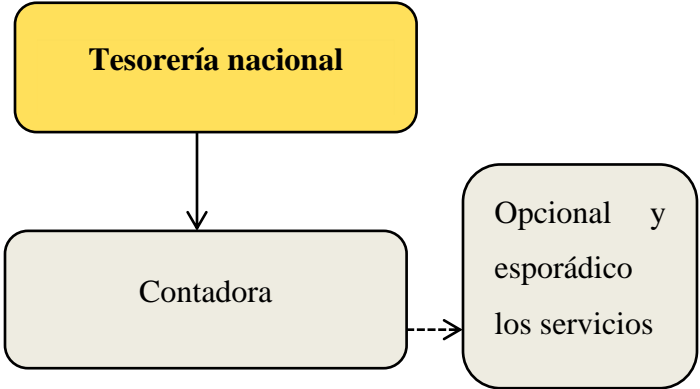 Tesorería nacional
Contadora
Opcional y
esporádico
los servicios